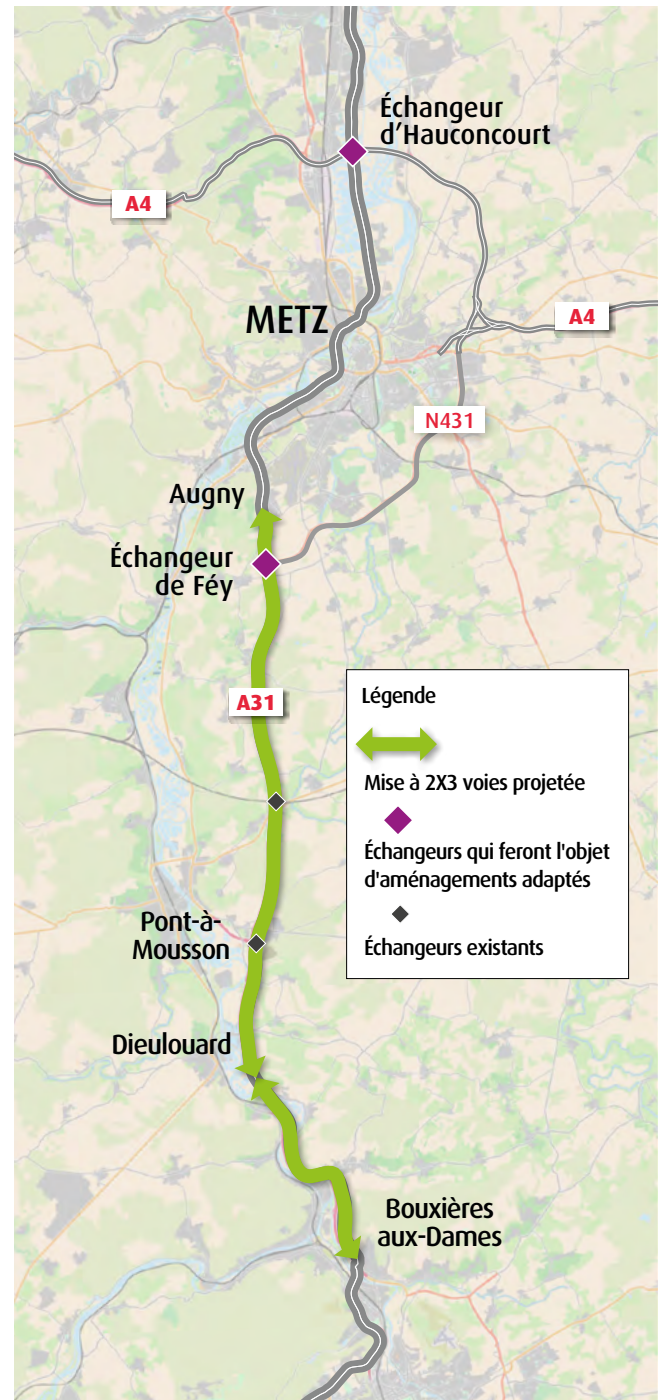 Échangeur
d'Hauconcourt
A4
METZ
A4
N431
Augny
Échangeur
de Féy
A31
Légende
Mise à 2X3 voies projetée
Échangeurs qui feront l'objet
d'aménagements adaptés
Échangeurs existants
Pont-à-
Mousson
Dieulouard
Bouxières
aux-Dames